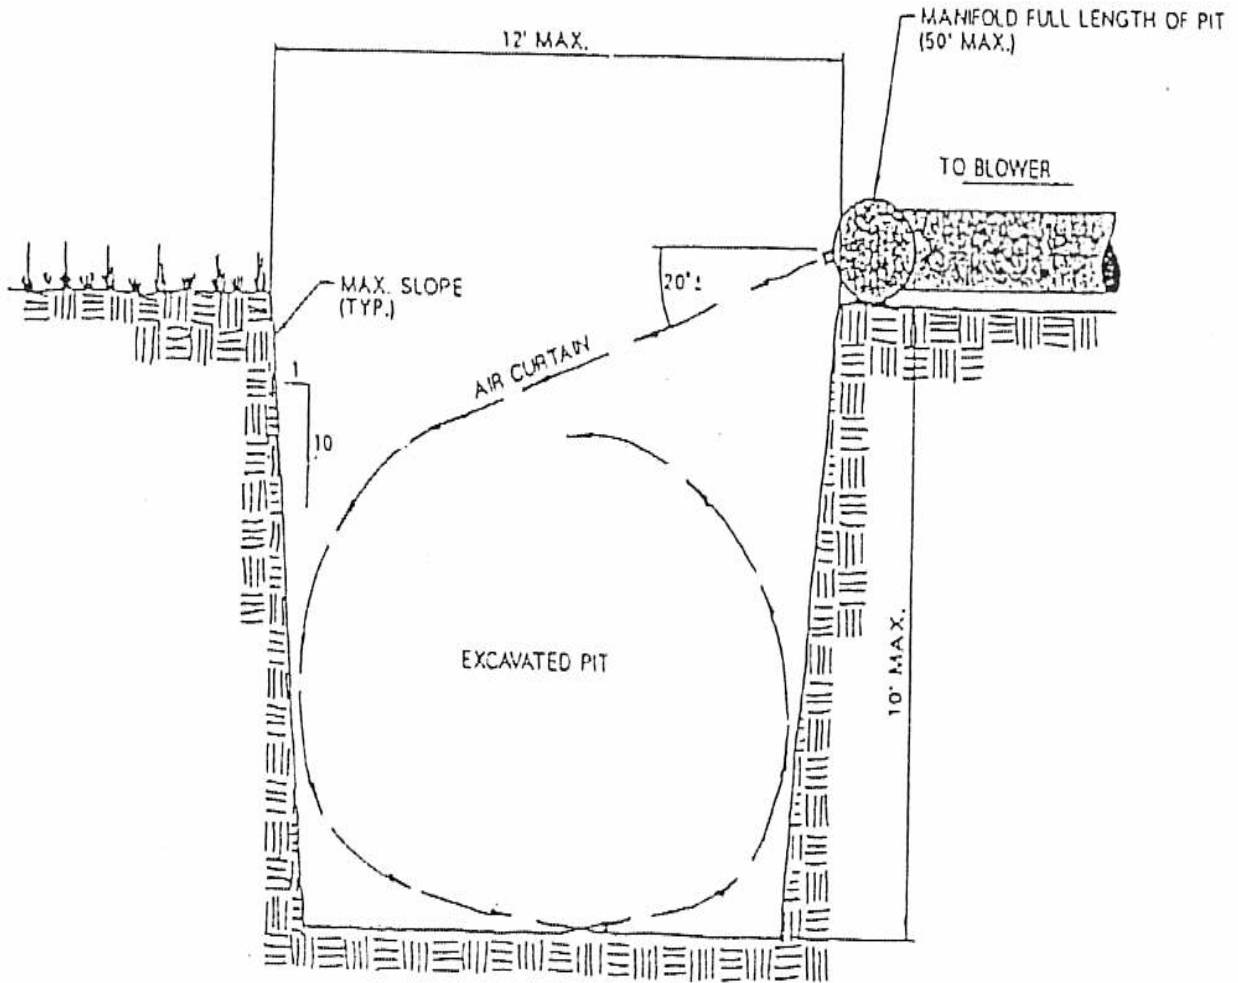 12' MAX.
MANIFOLD FULL LENGTH OF PIT
(50' MAX.)
TO BLOWER
MAX. SLOPE
(TYP.)
20°±
AIR CURTAIN
1
10
EXCAVATED PIT
10' MAX.